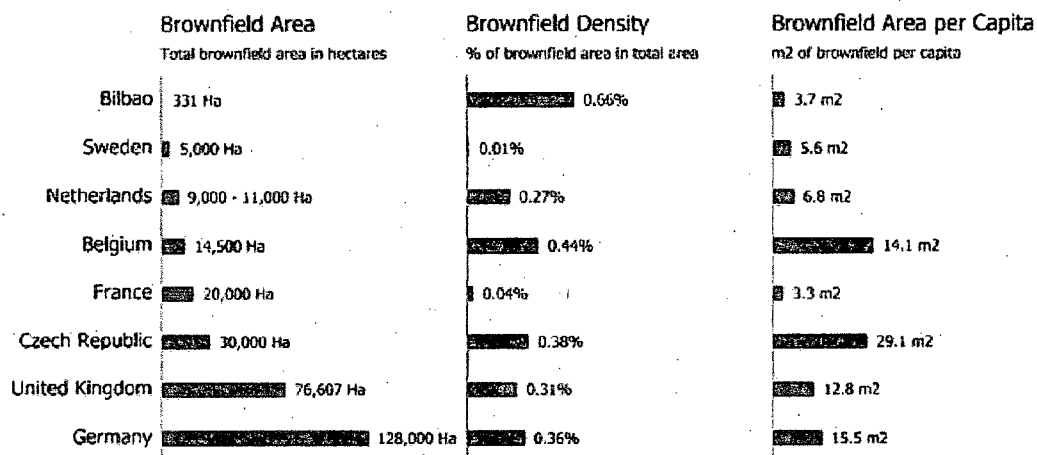 Brownfield Area Brownfield Density Brownfield Area per Capita
Total brownfield area in hectares % of brownfield area in total area m2 of brownfield per capita
Bilbao 331 Ha 0.66% 3.7 m2
Sweden 5,000 Ha 0.01% 5.6 m2
Netherlands 9,000 - 11,000 Ha 0.27% 6.8 m2
Belgium 14,500 Ha 0.44% 14.1 m2
France 20,000 Ha 0.04% 3.3 m2
Czech Republic 30,000 Ha 0.38% 29.1 m2
United Kingdom 76,607 Ha 0.31% 12.8 m2
Germany 128,000 Ha 0.36% 15.5 m2